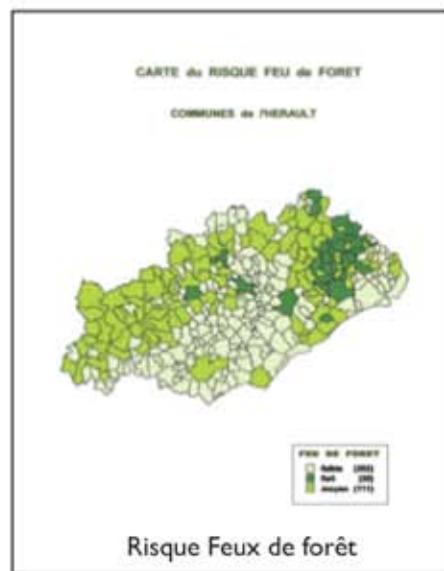 CARTE du RISQUE FEU de FORET
COMMUNES de l'HERAULT
FEU DE FORET
faible
fort
moyen (111)
Risque Feux de forêt